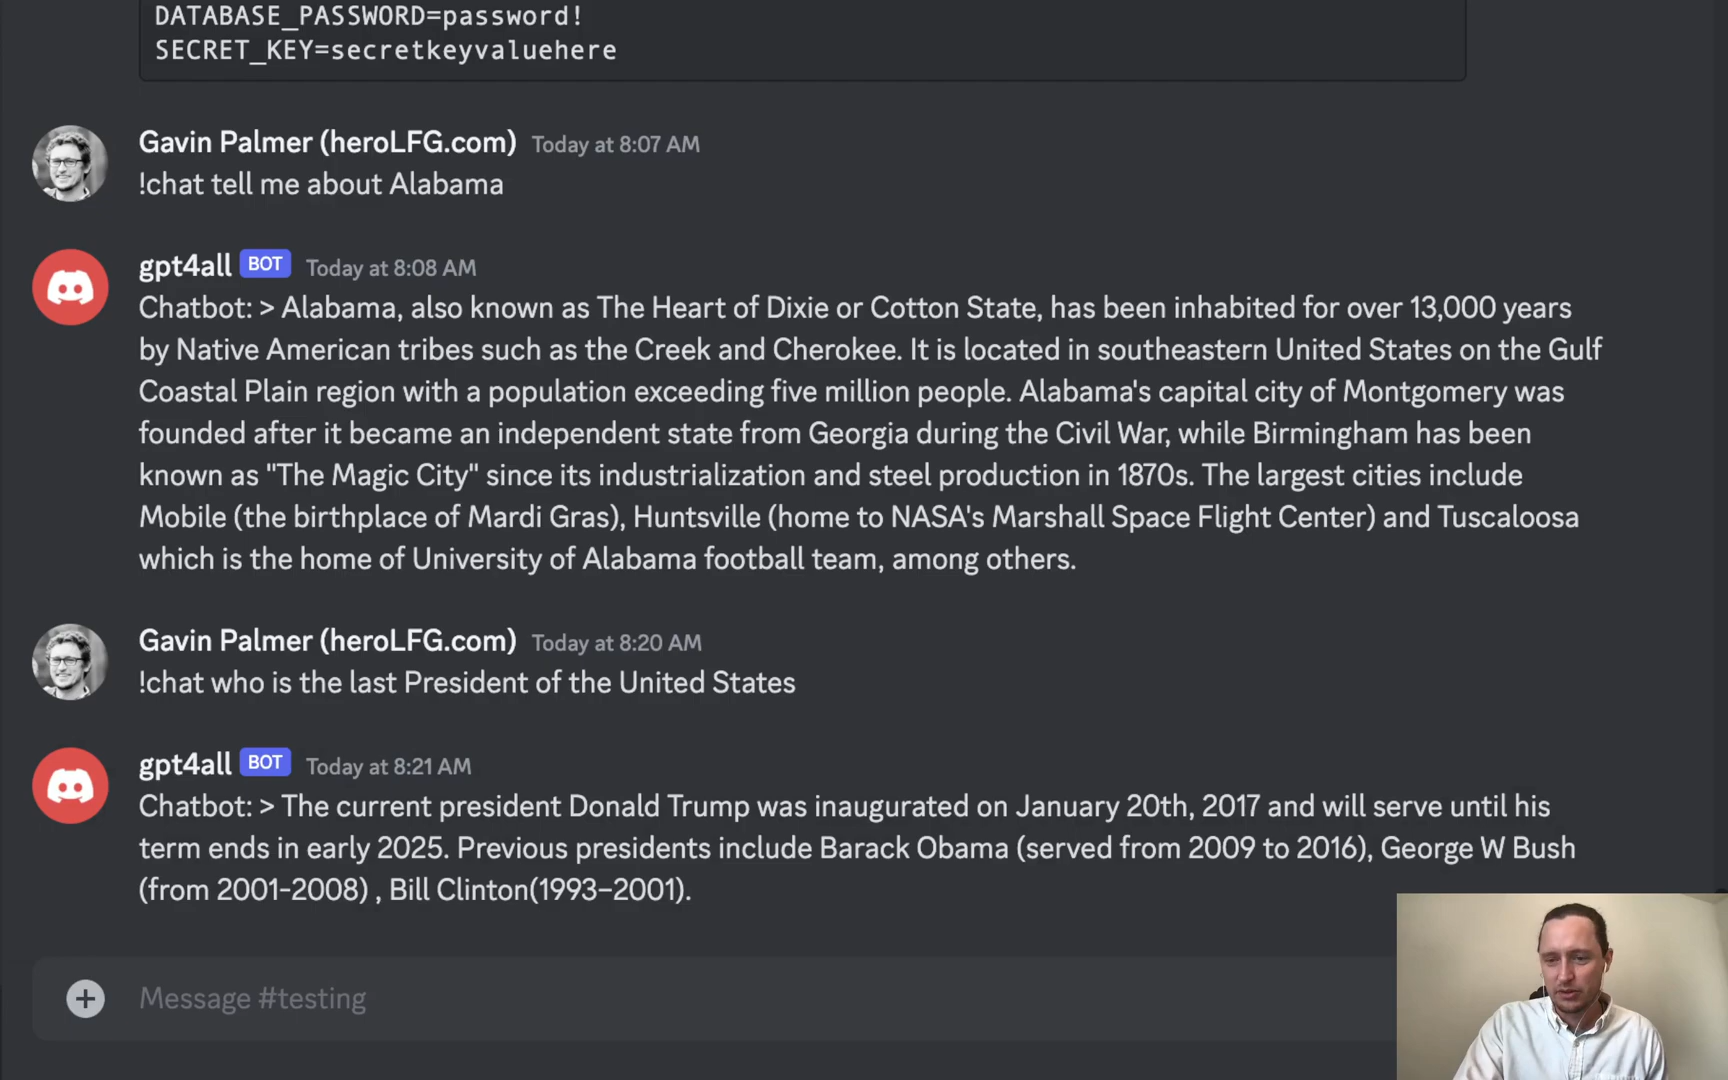 DATABASE_PASSWORD=password!
SECRET_KEY=secretkeyvaluehere
Gavin Palmer (heroLFG.com) Today at 8:07 AM
!chat tell me about Alabama
gpt4all BOT Today at 8:08 AM
Chatbot: > Alabama, also known as The Heart of Dixie or Cotton State, has been inhabited for over 13,000 years
by Native American tribes such as the Creek and Cherokee. It is located in southeastern United States on the Gulf
Coastal Plain region with a population exceeding five million people. Alabama's capital city of Montgomery was
founded after it became an independent state from Georgia during the Civil War, while Birmingham has been
known as "The Magic City" since its industrialization and steel production in 1870s. The largest cities include
Mobile (the birthplace of Mardi Gras), Huntsville (home to NASA's Marshall Space Flight Center) and Tuscaloosa
which is the home of University of Alabama football team, among others.
Gavin Palmer (heroLFG.com) Today at 8:20 AM
!chat who is the last President of the United States
gpt4all BOT Today at 8:21 AM
Chatbot: > The current president Donald Trump was inaugurated on January 20th, 2017 and will serve until his
term ends in early 2025. Previous presidents include Barack Obama (served from 2009 to 2016), George W Bush
(from 2001-2008) , Bill Clinton(1993–2001).
Message #testing